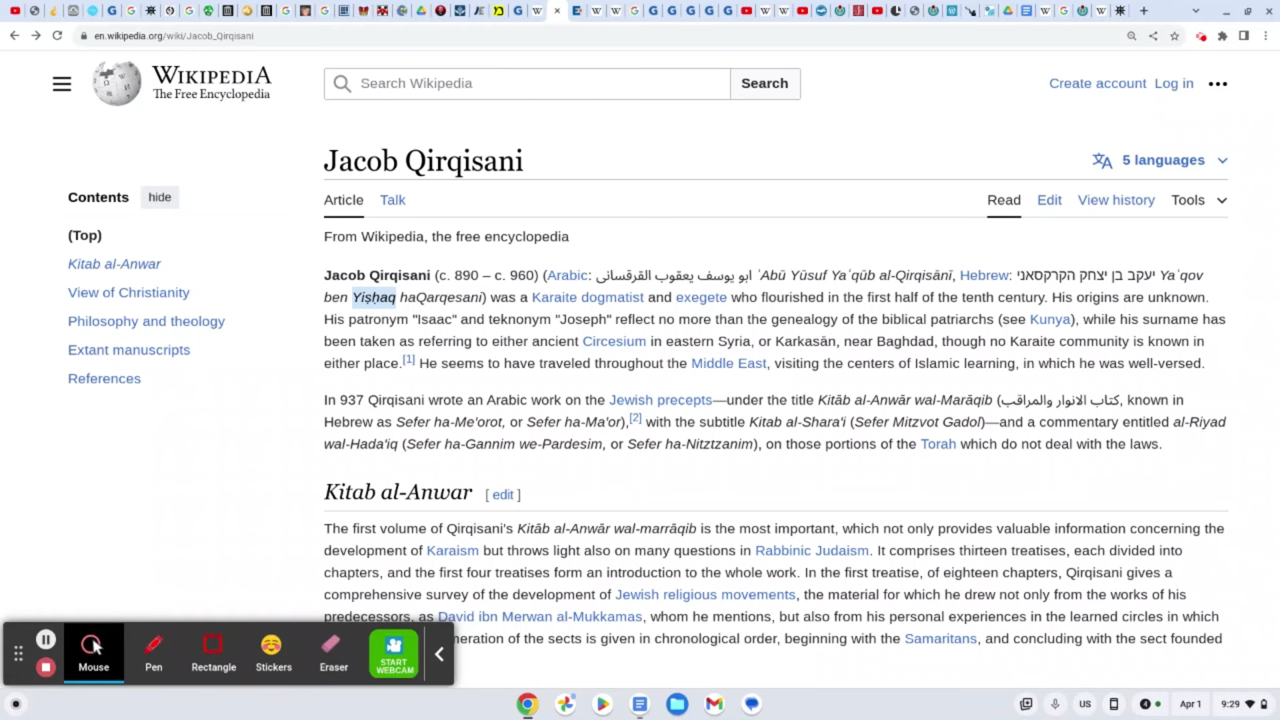 en.wikipedia.org/wiki/Jacob_Qirqisani
WIKIPEDIA
The Free Encyclopedia
Search Wikipedia
Search
Create account Log in
Jacob Qirqisani
5 languages
Contents hide
Article Talk
Read Edit View history Tools
(Top)
Kitab al-Anwar
View of Christianity
Philosophy and theology
Extant manuscripts
References
From Wikipedia, the free encyclopedia
Jacob Qirqisani (c. 890 – c. 960) (Arabic: ابو يوسف يعقوب القرقسانى ʾAbū Yūsuf Yaʿqūb al-Qirqisānī, Hebrew: יעקב בן יצחק הקרקסאני Yaʿaqov
ben Yiṣḥaq haQarqesani) was a Karaite dogmatist and exegete who flourished in the first half of the tenth century. His origins are unknown.
His patronym "Isaac" and teknonym "Joseph" reflect no more than the genealogy of the biblical patriarchs (see Kunya), while his surname has
been taken as referring to either ancient Circesium in eastern Syria, or Karkasān, near Baghdad, though no Karaite community is known in
either place.[1] He seems to have traveled throughout the Middle East, visiting the centers of Islamic learning, in which he was well-versed.
In 937 Qirqisani wrote an Arabic work on the Jewish precepts—under the title Kitāb al-Anwār wal-Marāqib (كتاب الانوار والمراقب, known in
Hebrew as Sefer ha-Me'orot, or Sefer ha-Ma'or),[2] with the subtitle Kitab al-Shara'i (Sefer Mitzvot Gadol)—and a commentary entitled al-Riyad
wal-Hada'iq (Sefer ha-Gannim we-Pardesim, or Sefer ha-Nitztzanim), on those portions of the Torah which do not deal with the laws.
Kitab al-Anwar [ edit ]
The first volume of Qirqisani's Kitāb al-Anwār wal-marrāqib is the most important, which not only provides valuable information concerning the
development of Karaism but throws light also on many questions in Rabbinic Judaism. It comprises thirteen treatises, each divided into
chapters, and the first four treatises form an introduction to the whole work. In the first treatise, of eighteen chapters, Qirqisani gives a
comprehensive survey of the development of Jewish religious movements, the material for which he drew not only from the works of his
predecessors, as David ibn Merwan al-Mukkamas, whom he mentions, but also from his personal experiences in the learned circles in which
meration of the sects is given in chronological order, beginning with the Samaritans, and concluding with the sect founded
Mouse Pen Rectangle Stickers Eraser START WEBCAM
US Apr 1 9:29